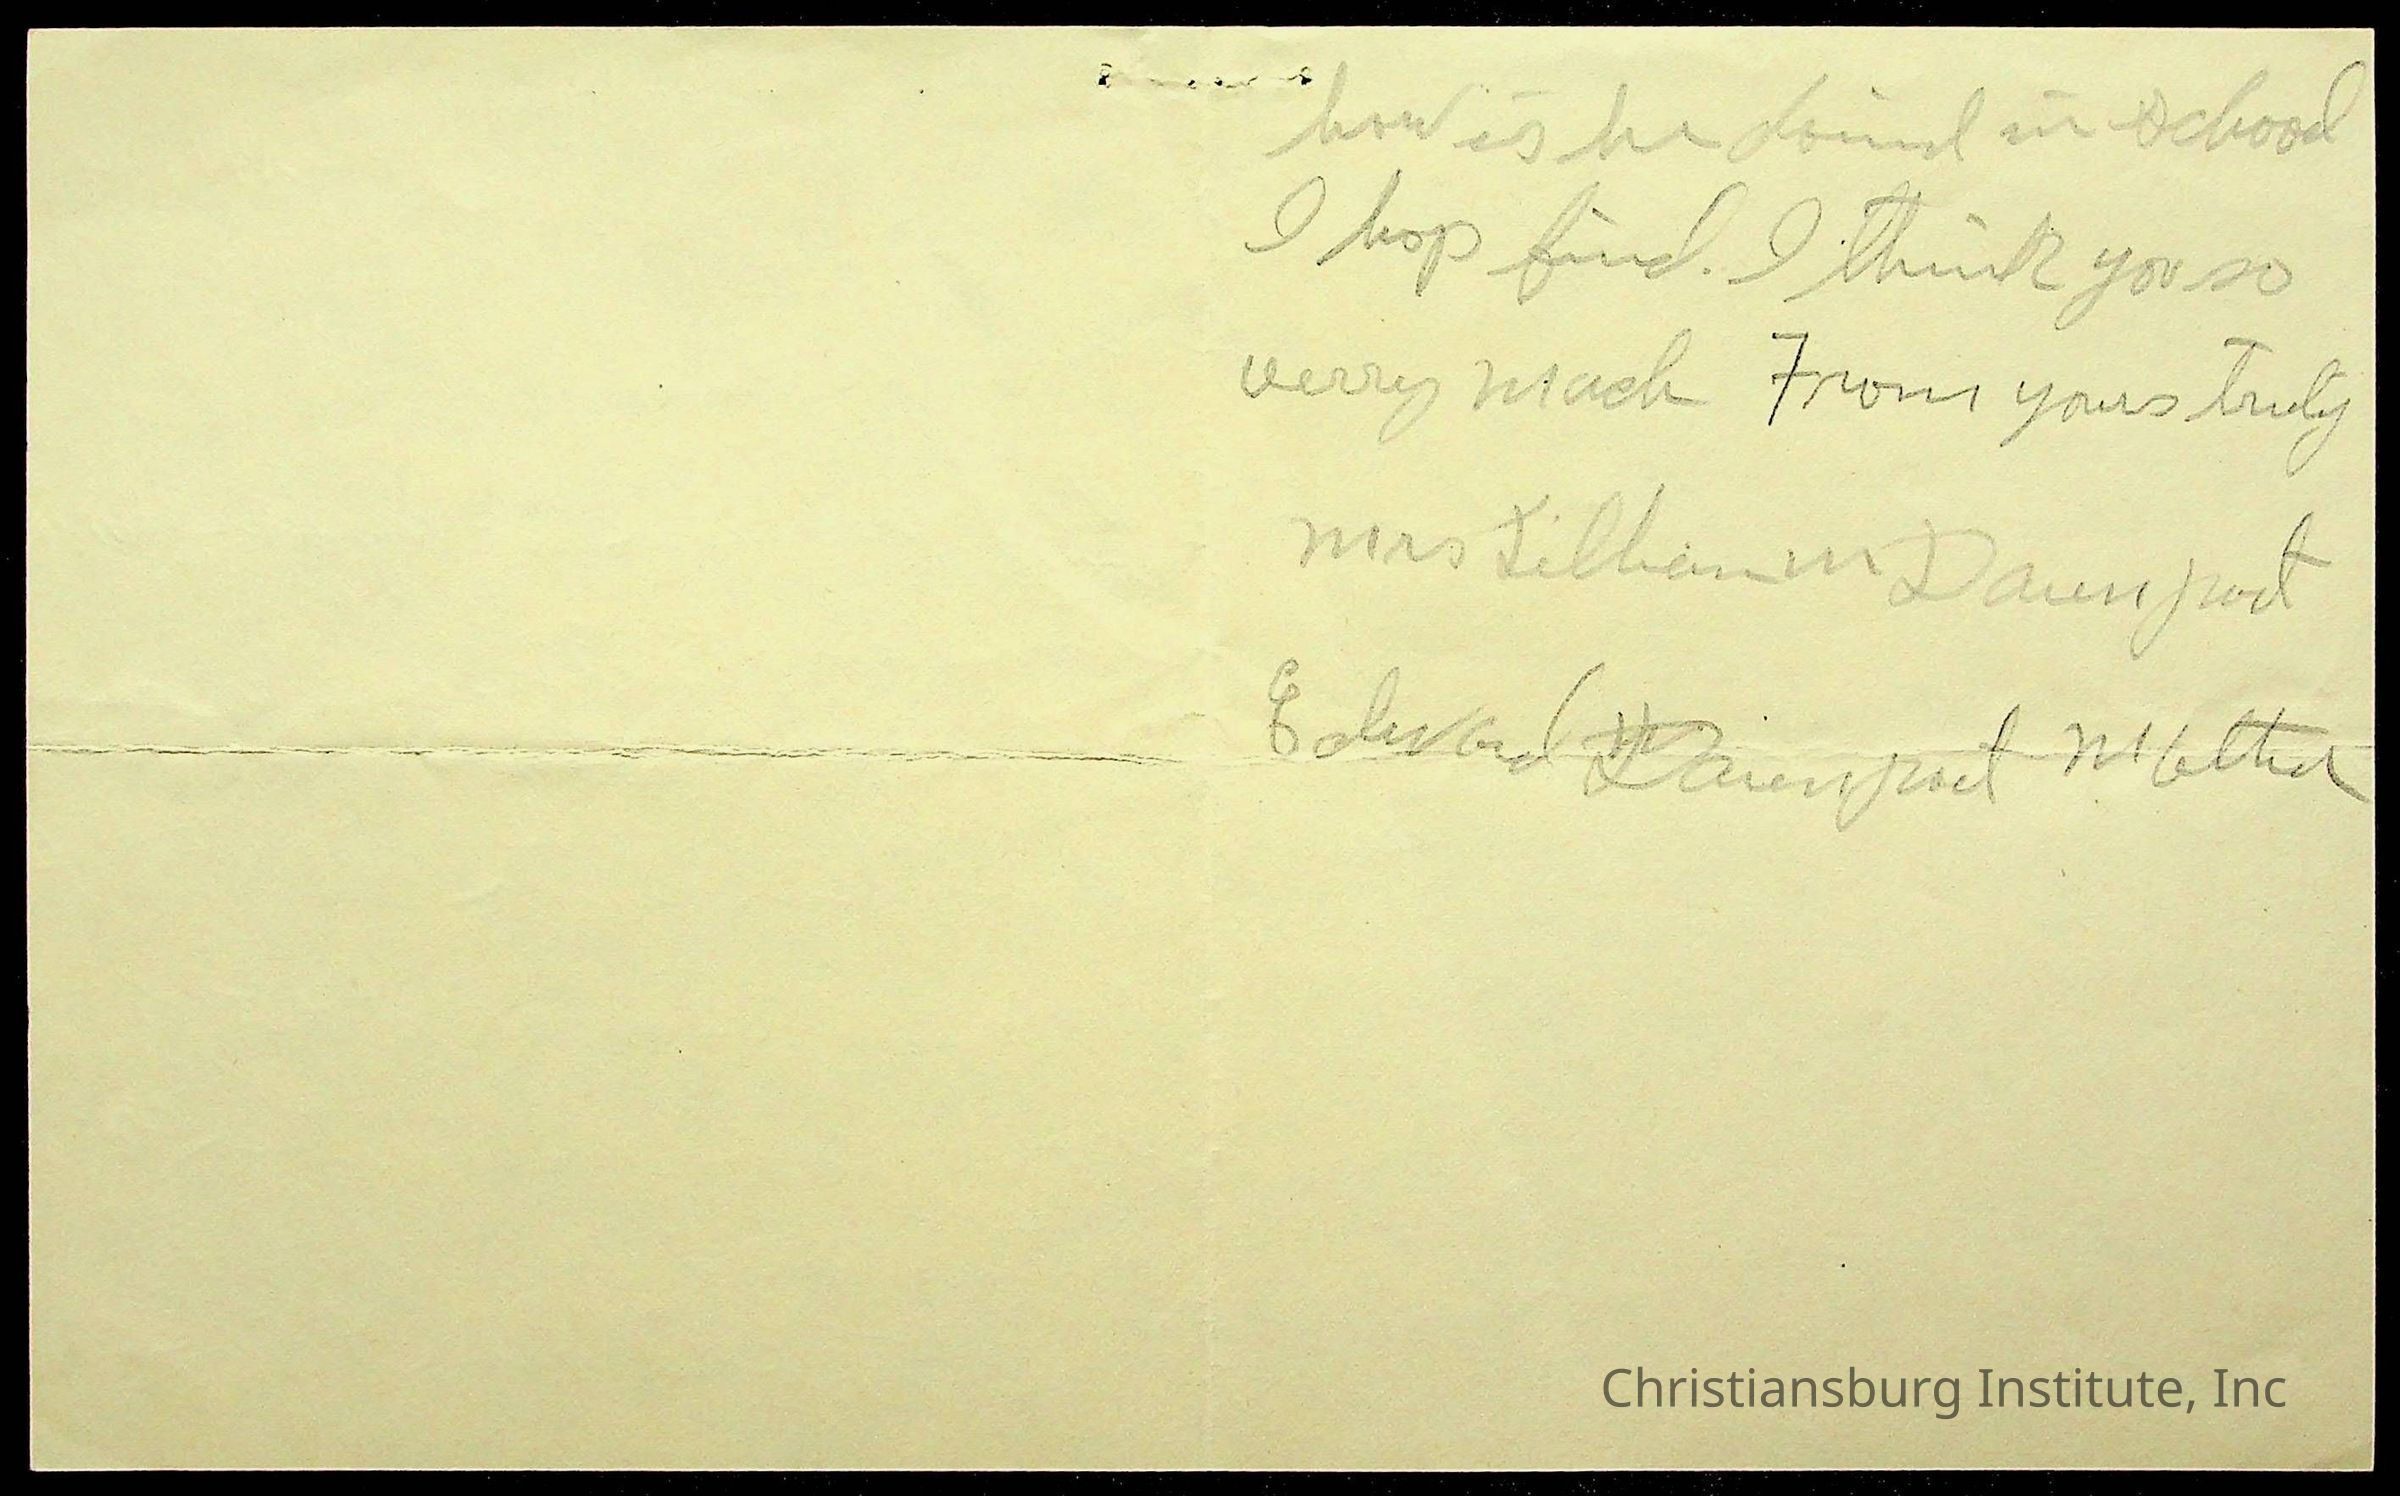 how is he doind in school
I hop find. I think you so
verry much From yours truly
Mrs Lillian M Davenport
Edward Davenport Mother
Christiansburg Institute, Inc